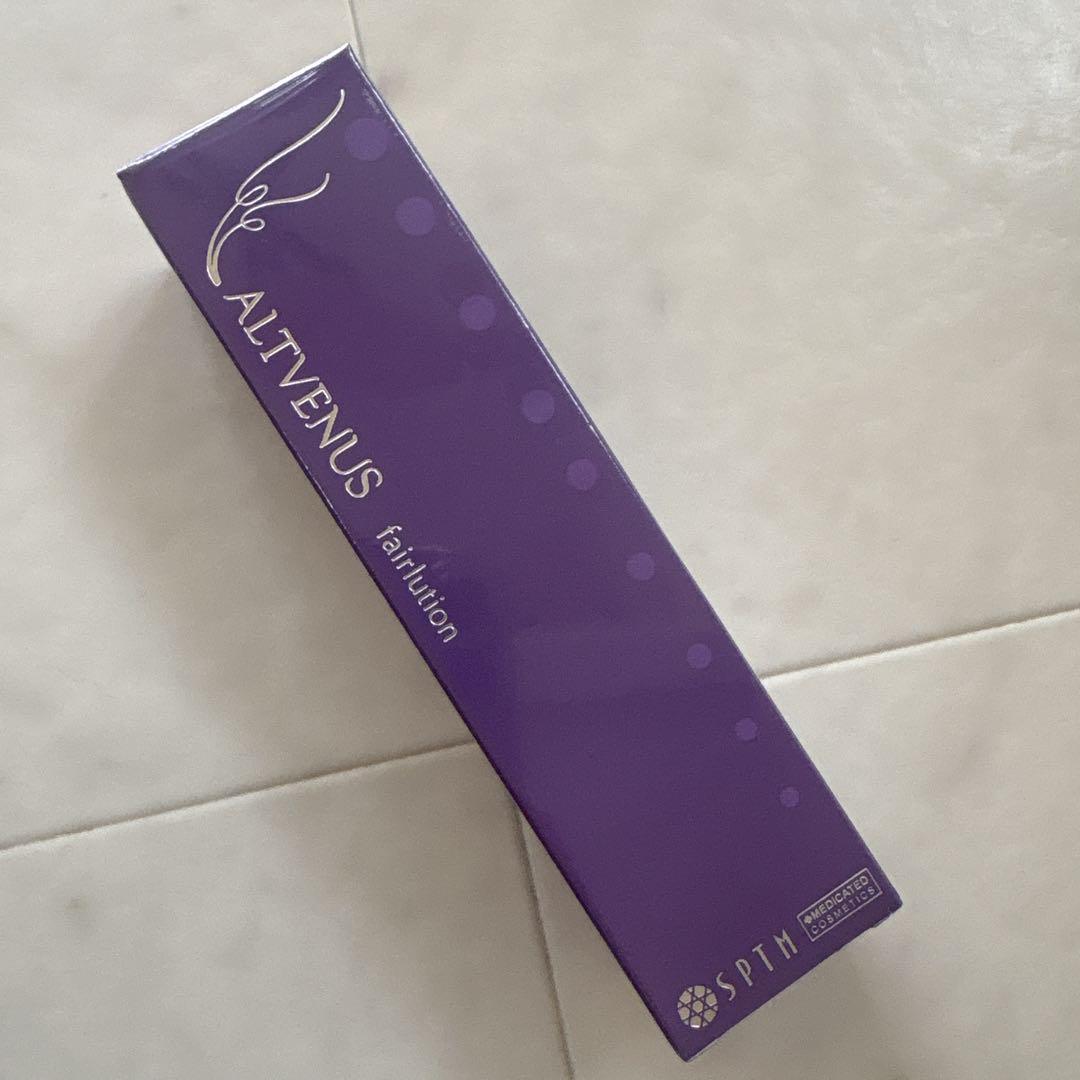 ALTVENUS
fairlution
SPTM
MEDICATED
COSMETICS